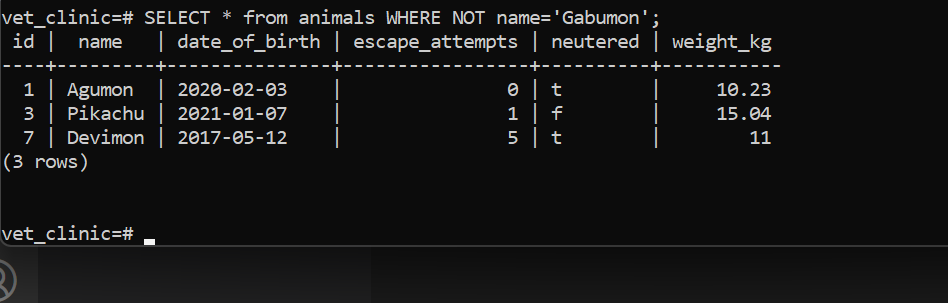 vet_clinic=# SELECT * from animals WHERE NOT name='Gabumon';
 id |  name   | date_of_birth | escape_attempts | neutered | weight_kg
----+---------+---------------+-----------------+----------+-----------
  1 | Agumon  | 2020-02-03    |               0 | t        |     10.23
  3 | Pikachu | 2021-01-07    |               1 | f        |     15.04
  7 | Devimon | 2017-05-12    |               5 | t        |        11
(3 rows)
vet_clinic=#